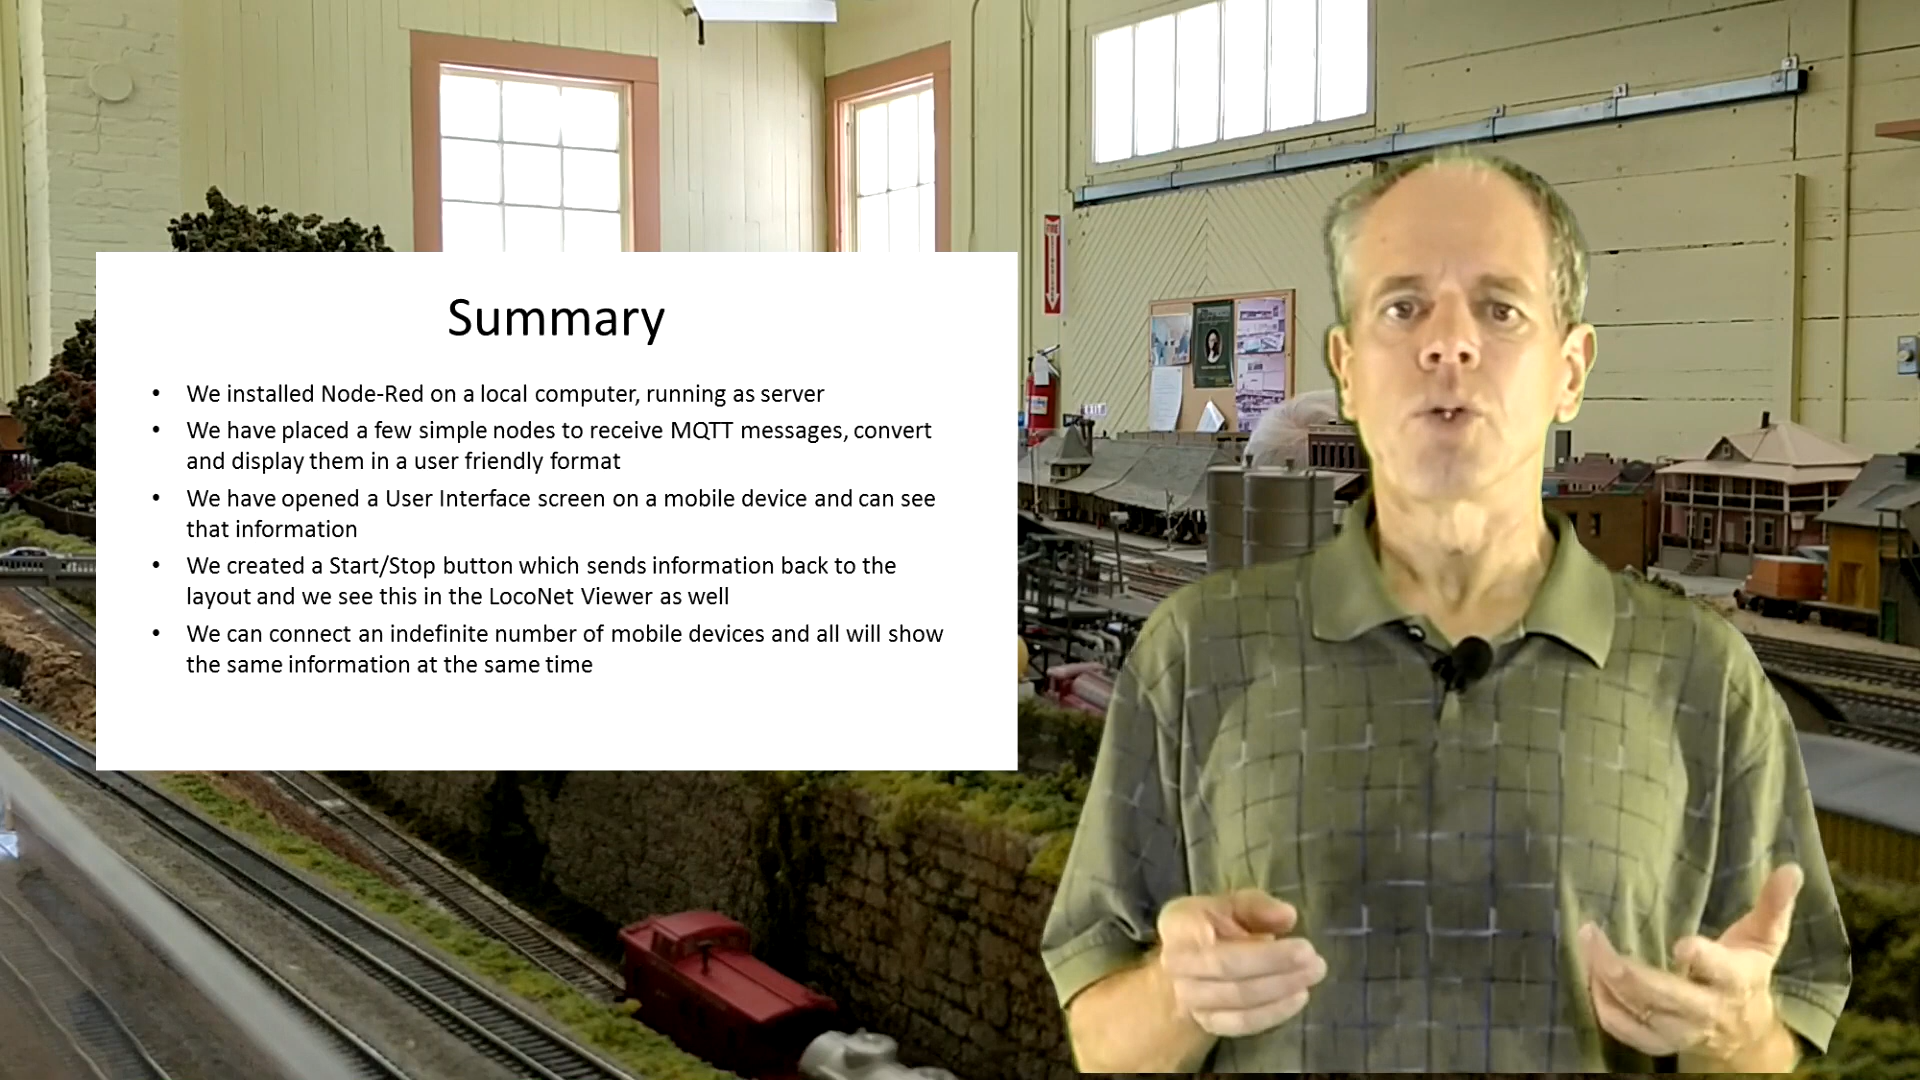 Summary
• We installed Node-Red on a local computer, running as server
• We have placed a few simple nodes to receive MQTT messages, convert
and display them in a user friendly format
• We have opened a User Interface screen on a mobile device and can see
that information
• We created a Start/Stop button which sends information back to the
layout and we see this in the LocoNet Viewer as well
• We can connect an indefinite number of mobile devices and all will show
the same information at the same time